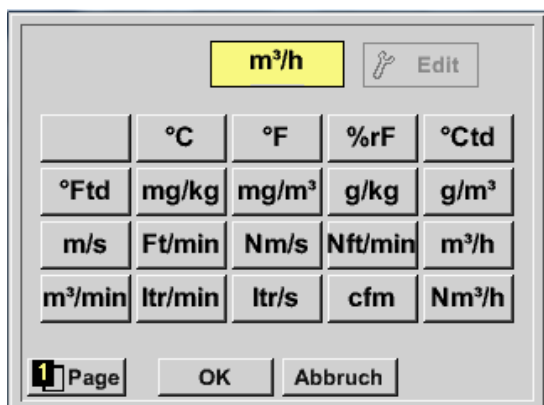 m³/h Edit
°C °F %rF °Ctd
°Ftd mg/kg mg/m³ g/kg g/m³
m/s Ft/min Nm/s Nft/min m³/h
m³/min ltr/min ltr/s cfm Nm³/h
1 Page OK Abbruch